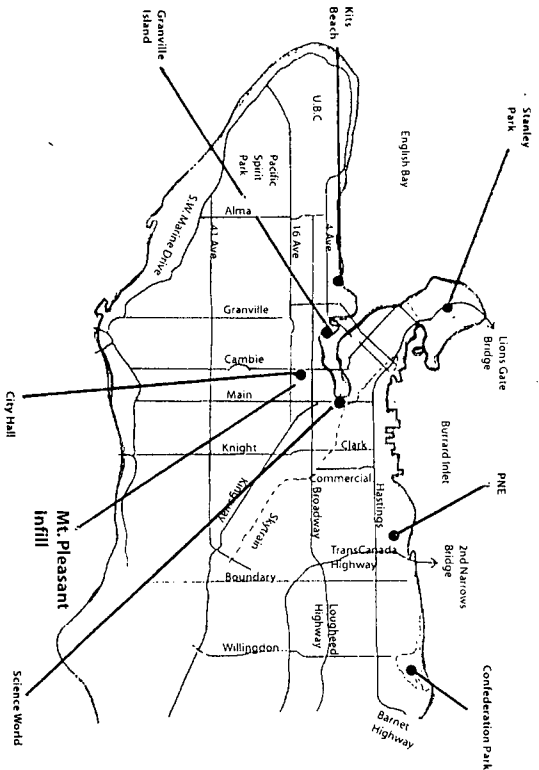 Stanley
Park
Kits
Beach
Granville
Island
English Bay
Lions Gate
Bridge
Burrard Inlet
PNE
2nd Narrows
Bridge
Confederation Park
U.B.C
Pacific
Spirit
Park
S.W. Marine Drive
Alma
41 Ave
16 Ave
4 Ave
Granville
Cambie
Main
Knight
Clark
Commercial
Kingsway
Skytrain
Broadway
Hastings
TransCanada
Highway
Boundary
Lougheed
Highway
Willingdon
Barnet
Highway
City Hall
Mt. Pleasant
Infill
Science World